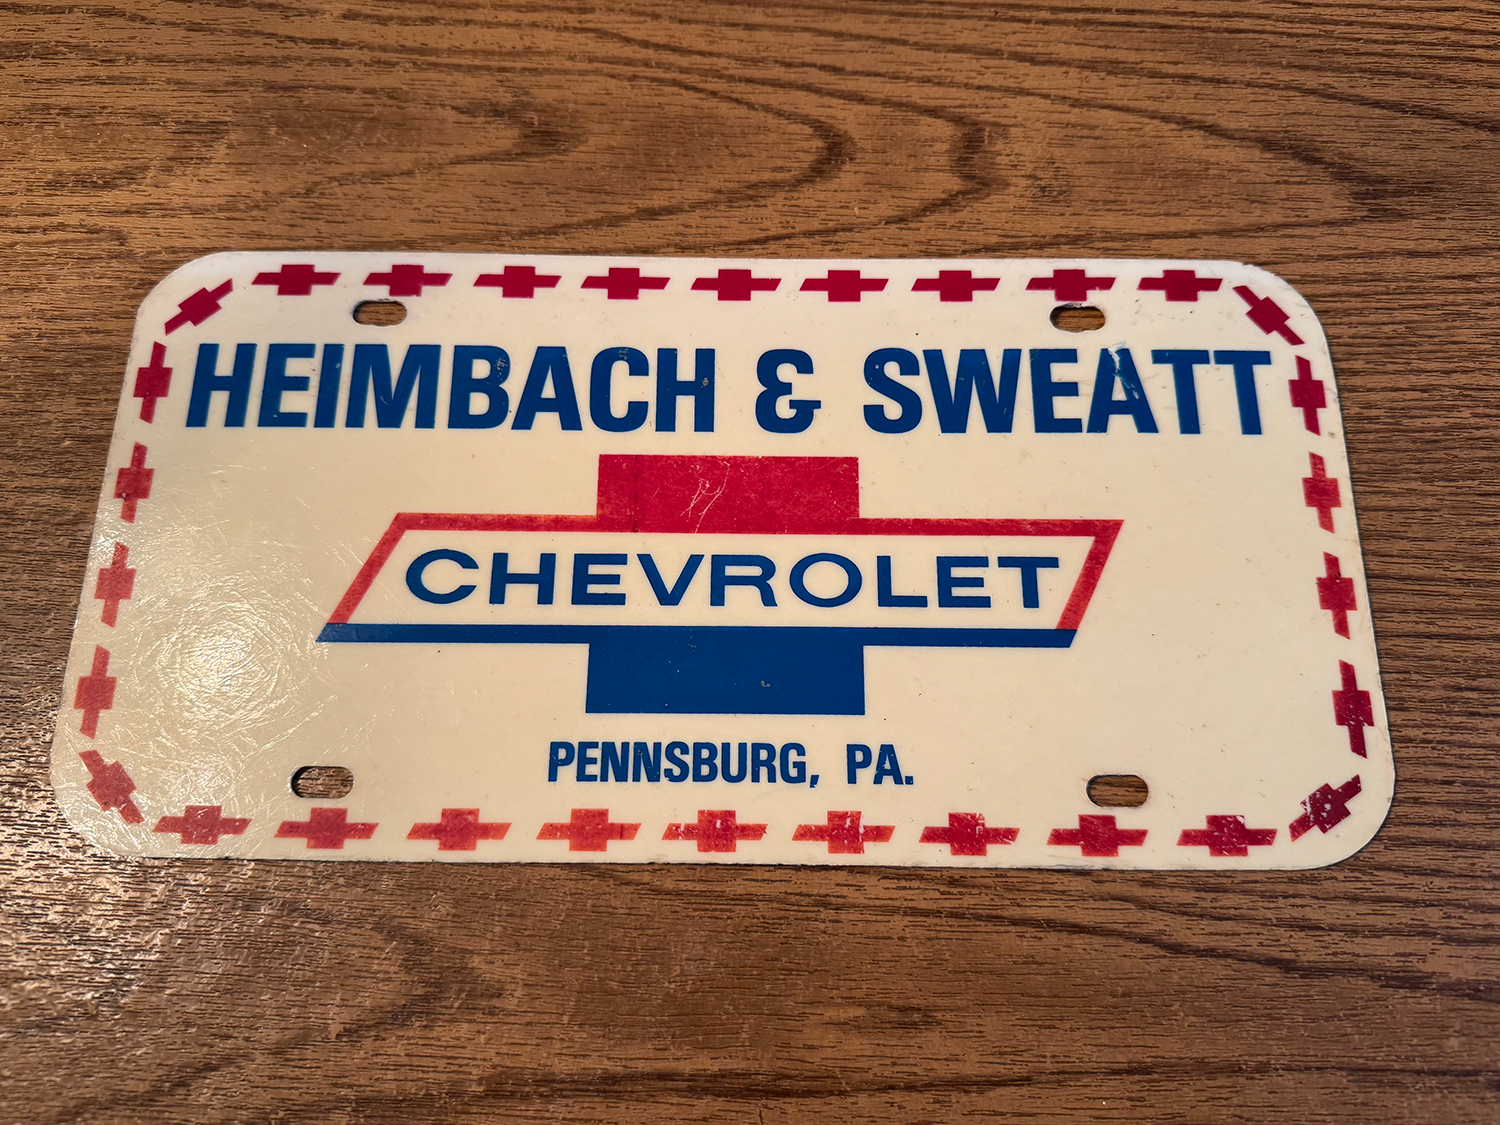 HEIMBACH & SWEATT
CHEVROLET
PENNSBURG, PA.